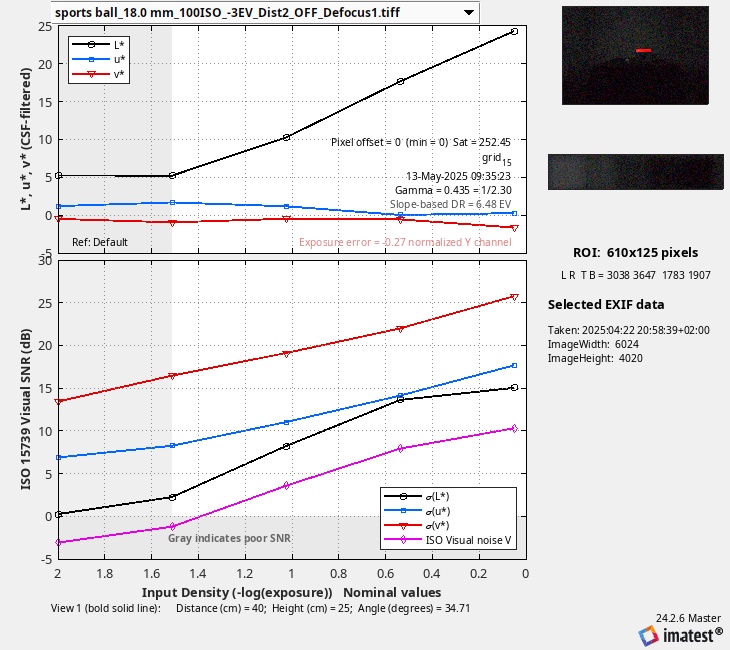 sports ball_18.0 mm_100ISO_-3EV_Dist2_OFF_Defocus1.tiff
L*, u*, v* (CSF-filtered)
25
20
15
10
5
0
-5
L*
u*
v*
Pixel offset = 0 (min = 0) Sat = 252.45
grid15
13-May-2025 09:35:23
Gamma = 0.435 = 1/2.30
Slope-based DR = 6.48 EV
Ref: Default
Exposure error = -0.27 normalized Y channel
ISO 15739 Visual SNR (dB)
30
25
20
15
10
5
0
-5
σ(L*)
σ(u*)
σ(v*)
ISO Visual noise V
Gray indicates poor SNR
2 1.8 1.6 1.4 1.2 1 0.8 0.6 0.4 0.2 0
Input Density (-log(exposure)) Nominal values
View 1 (bold solid line): Distance (cm) = 40; Height (cm) = 25; Angle (degrees) = 34.71
ROI: 610x125 pixels
L R T B = 3038 3647 1783 1907
Selected EXIF data
Taken: 2025:04:22 20:58:39+02:00
ImageWidth: 6024
ImageHeight: 4020
24.2.6 Master
imatest®